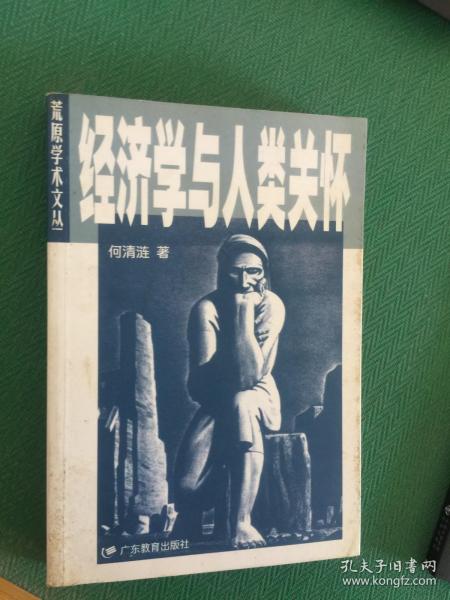 荒原学术文丛
经济学与人类关怀
何清涟 著
广东教育出版社
孔夫子旧书网
www.kongfz.com